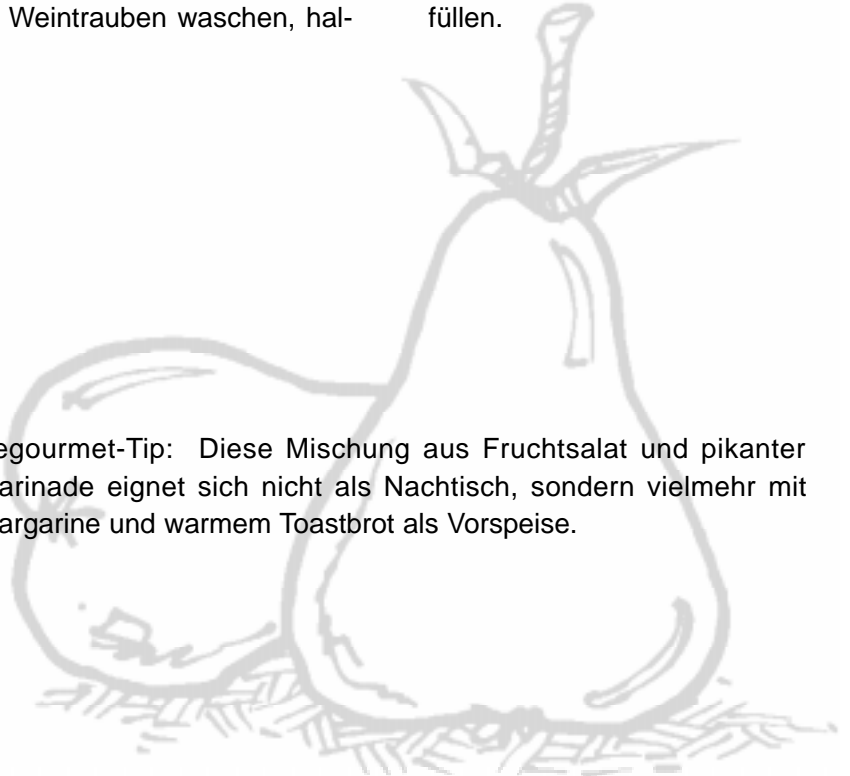 Weintrauben waschen, hal-
füllen.
egourmet-Tip: Diese Mischung aus Fruchtsalat und pikanter
arinade eignet sich nicht als Nachtisch, sondern vielmehr mit
argarine und warmem Toastbrot als Vorspeise.